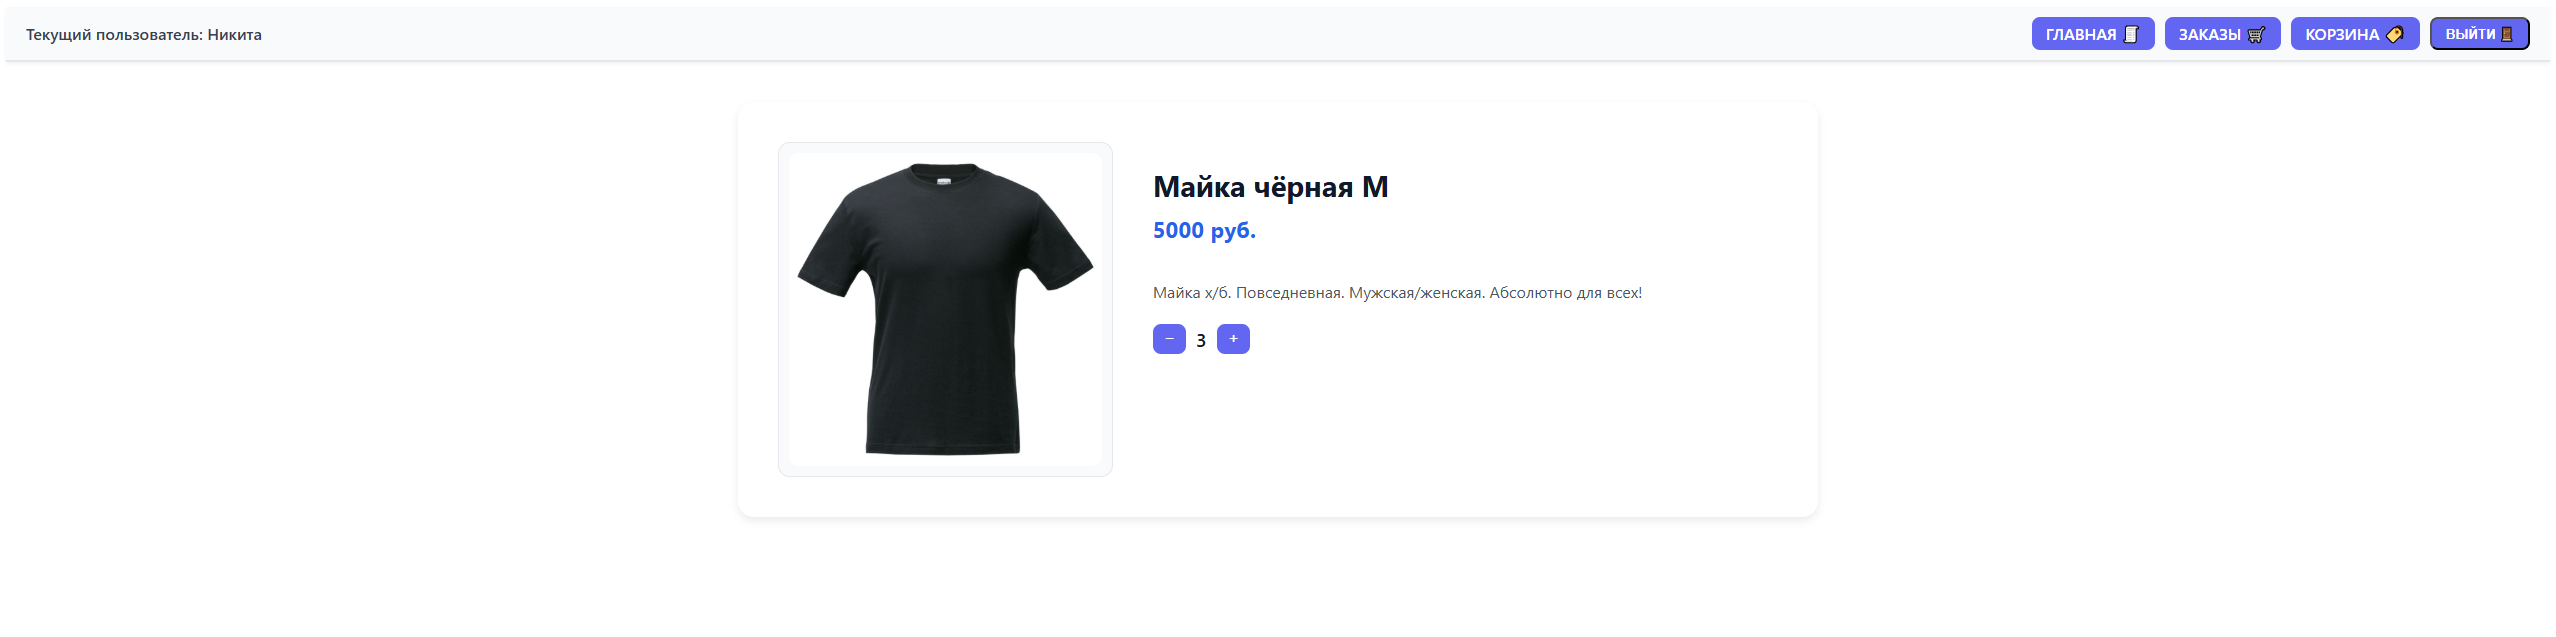 Текущий пользователь: Никита
ГЛАВНАЯ
ЗАКАЗЫ
КОРЗИНА
ВЫЙТИ
Майка чёрная M
5000 руб.
Майка х/б. Повседневная. Мужская/женская. Абсолютно для всех!
− 3 +